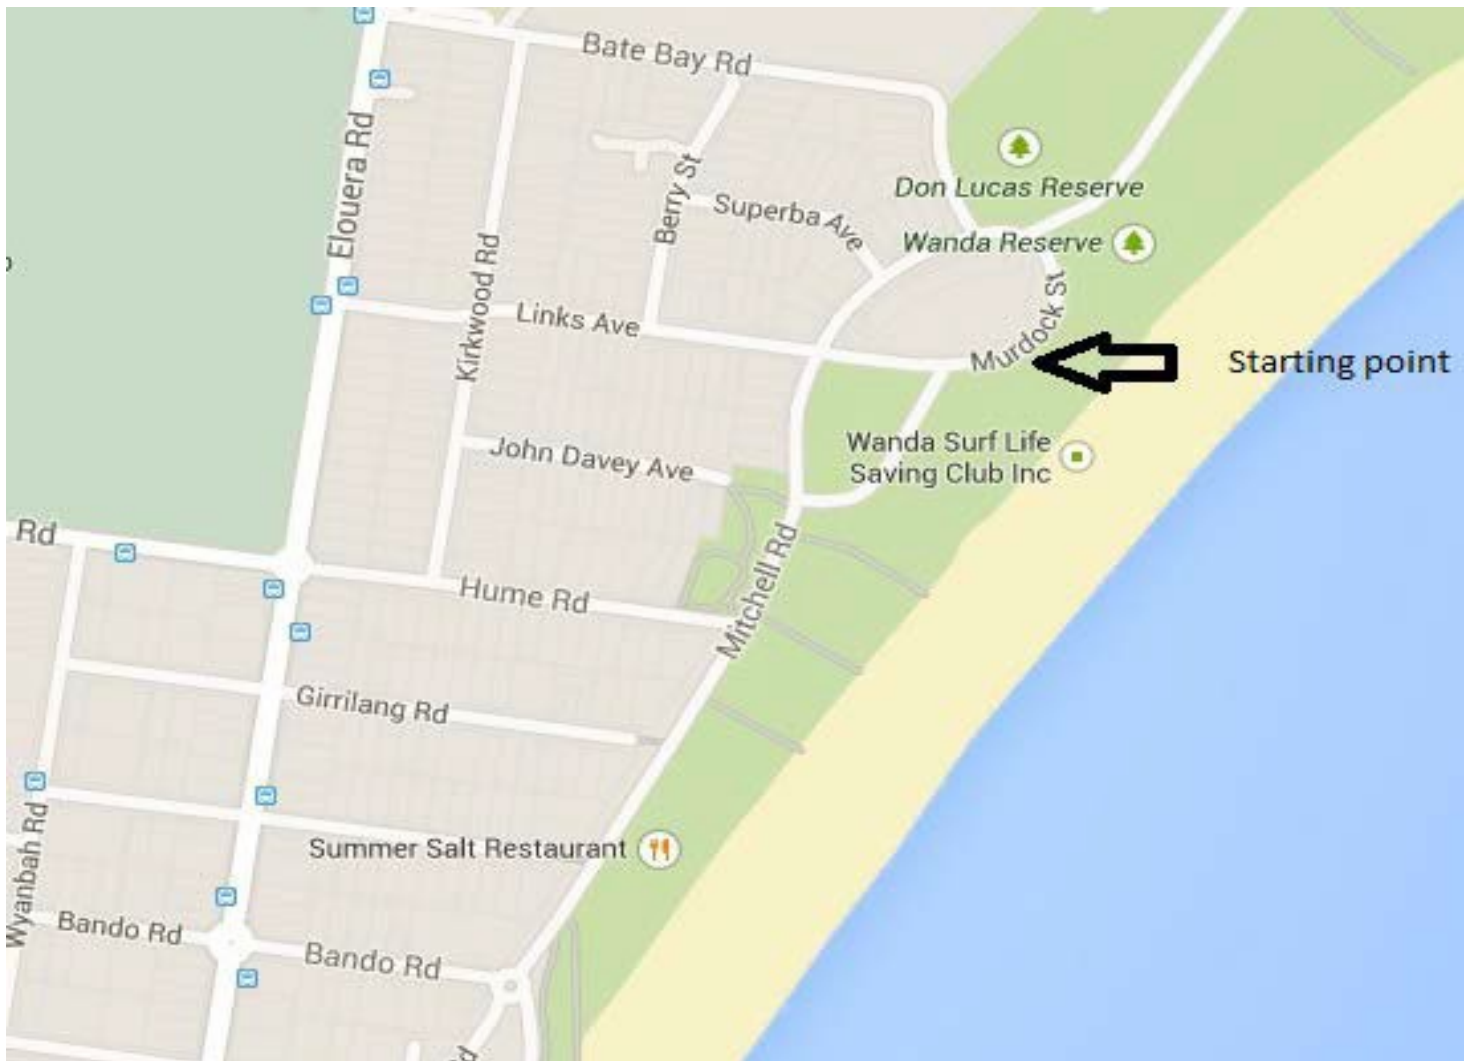 Bate Bay Rd
Elouera Rd
Don Lucas Reserve
Berry St
Superba Ave
Wanda Reserve
Kirkwood Rd
Links Ave
Murdock St
Starting point
John Davey Ave
Wanda Surf Life
Saving Club Inc
Rd
Hume Rd
Mitchell Rd
Girrilang Rd
Summer Salt Restaurant
Wyanbah Rd
Bando Rd
Bando Rd